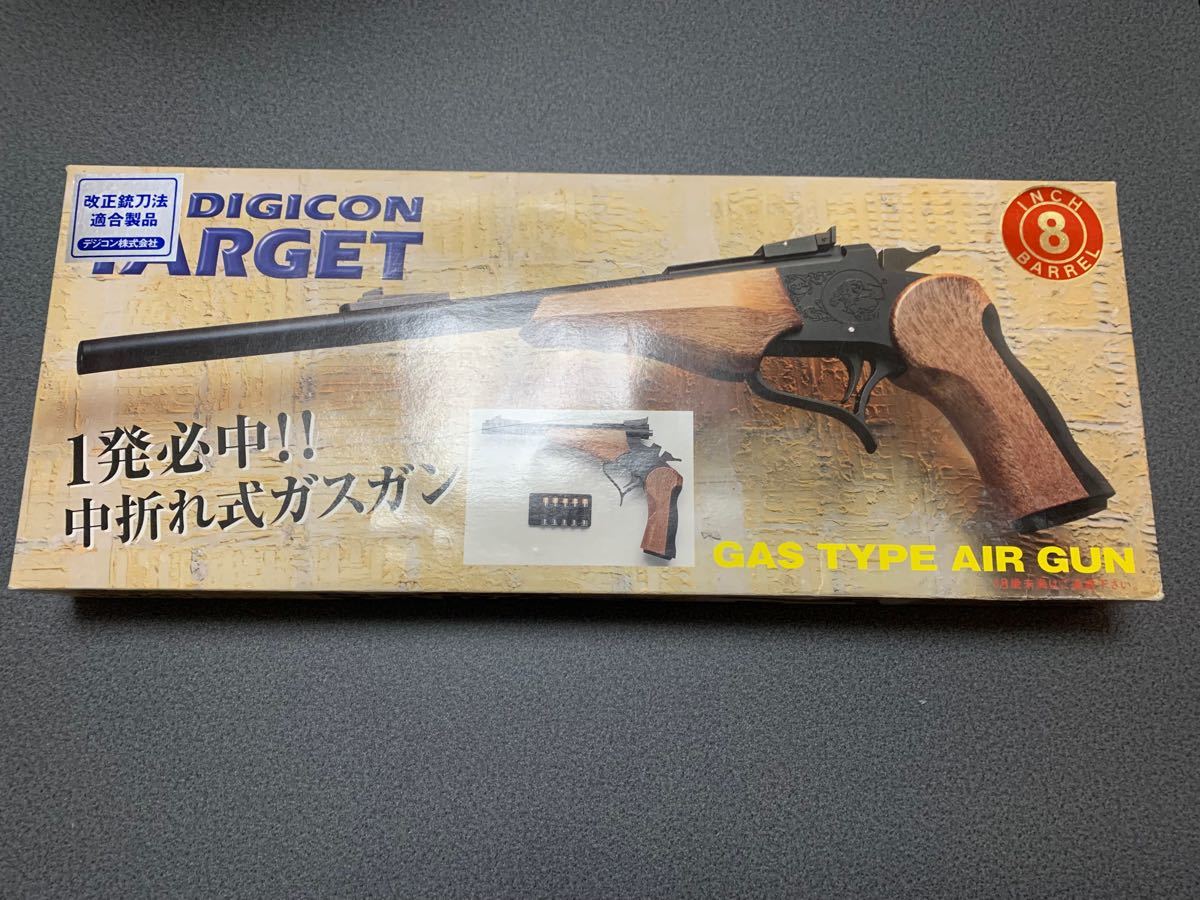 改正銃刀法
適合製品
デジコン株式会社
DIGICON
TARGET
INCH
8
BARREL
1発必中!!
中折れ式ガスガン
GAS TYPE AIR GUN